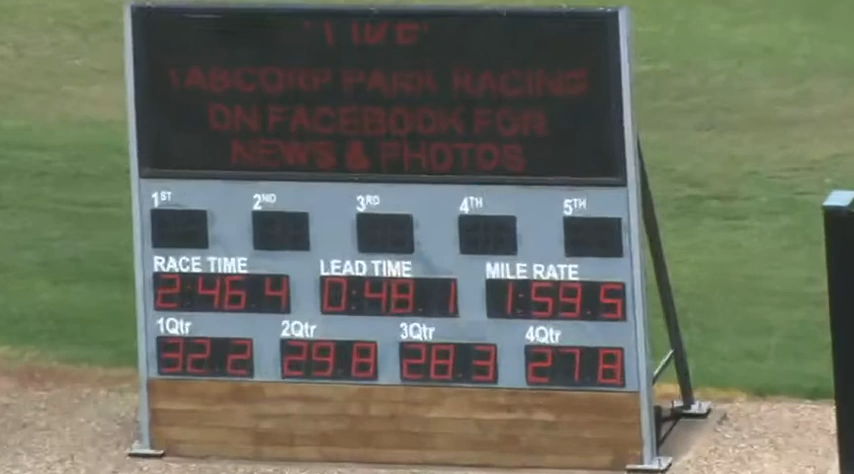 'LIKE'
TABCORP PARK RACING
ON FACEBOOK FOR
NEWS & PHOTOS
1ST 2ND 3RD 4TH 5TH
RACE TIME LEAD TIME MILE RATE
2:46.4 0:48.1 1:59.5
1Qtr 2Qtr 3Qtr 4Qtr
32.2 29.8 28.3 27.8